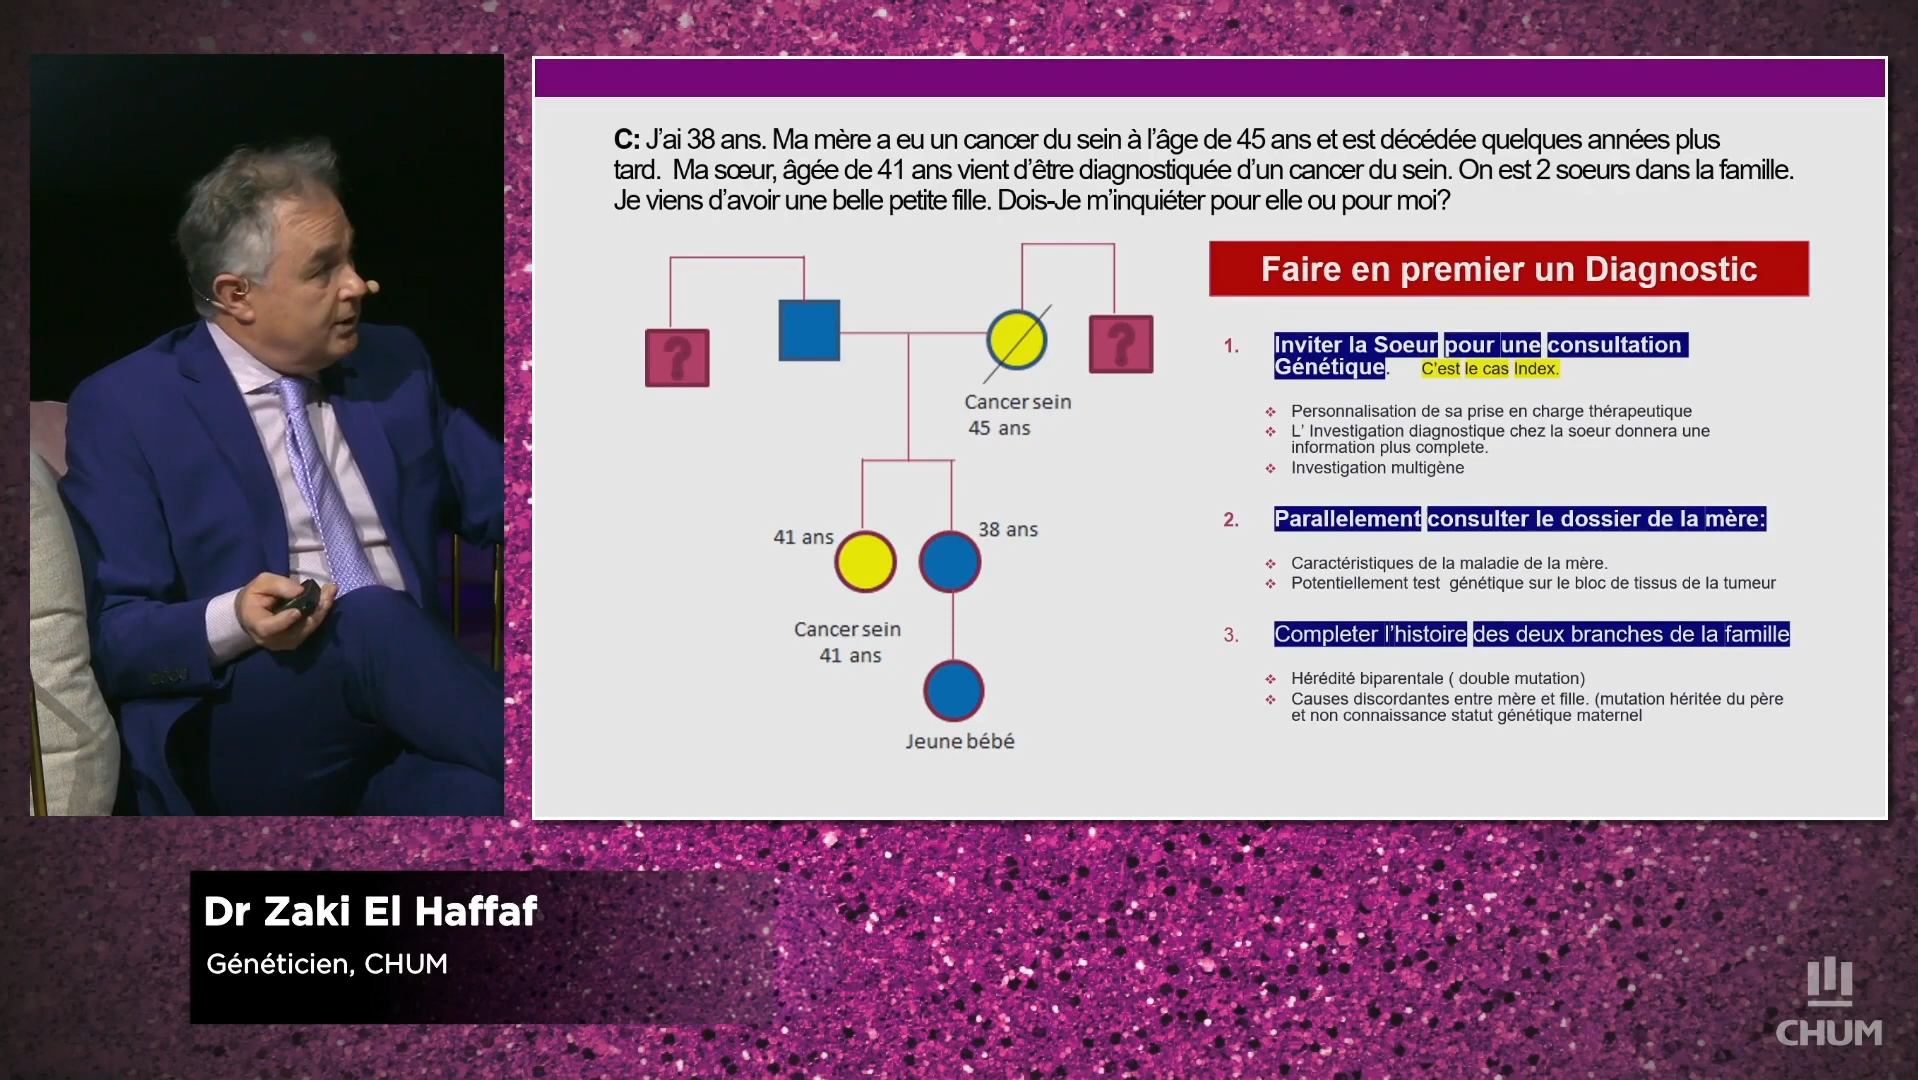 C: J'ai 38 ans. Ma mère a eu un cancer du sein à l'âge de 45 ans et est décédée quelques années plus
tard. Ma sœur, âgée de 41 ans vient d'être diagnostiquée d'un cancer du sein. On est 2 soeurs dans la famille.
Je viens d'avoir une belle petite fille. Dois-Je m'inquiéter pour elle ou pour moi?
?
?
Cancer sein
45 ans
41 ans
38 ans
Cancer sein
41 ans
Jeune bébé
Faire en premier un Diagnostic
1. Inviter la Soeur pour une consultation
Génétique. C'est le cas Index.
❖ Personnalisation de sa prise en charge thérapeutique
❖ L' Investigation diagnostique chez la soeur donnera une
information plus complete.
❖ Investigation multigène
2. Parallelement consulter le dossier de la mère:
❖ Caractéristiques de la maladie de la mère.
❖ Potentiellement test génétique sur le bloc de tissus de la tumeur
3. Completer l'histoire des deux branches de la famille
❖ Hérédité biparentale ( double mutation)
❖ Causes discordantes entre mère et fille. (mutation héritée du père
et non connaissance statut génétique maternel
Dr Zaki El Haffaf
Généticien, CHUM
CHUM